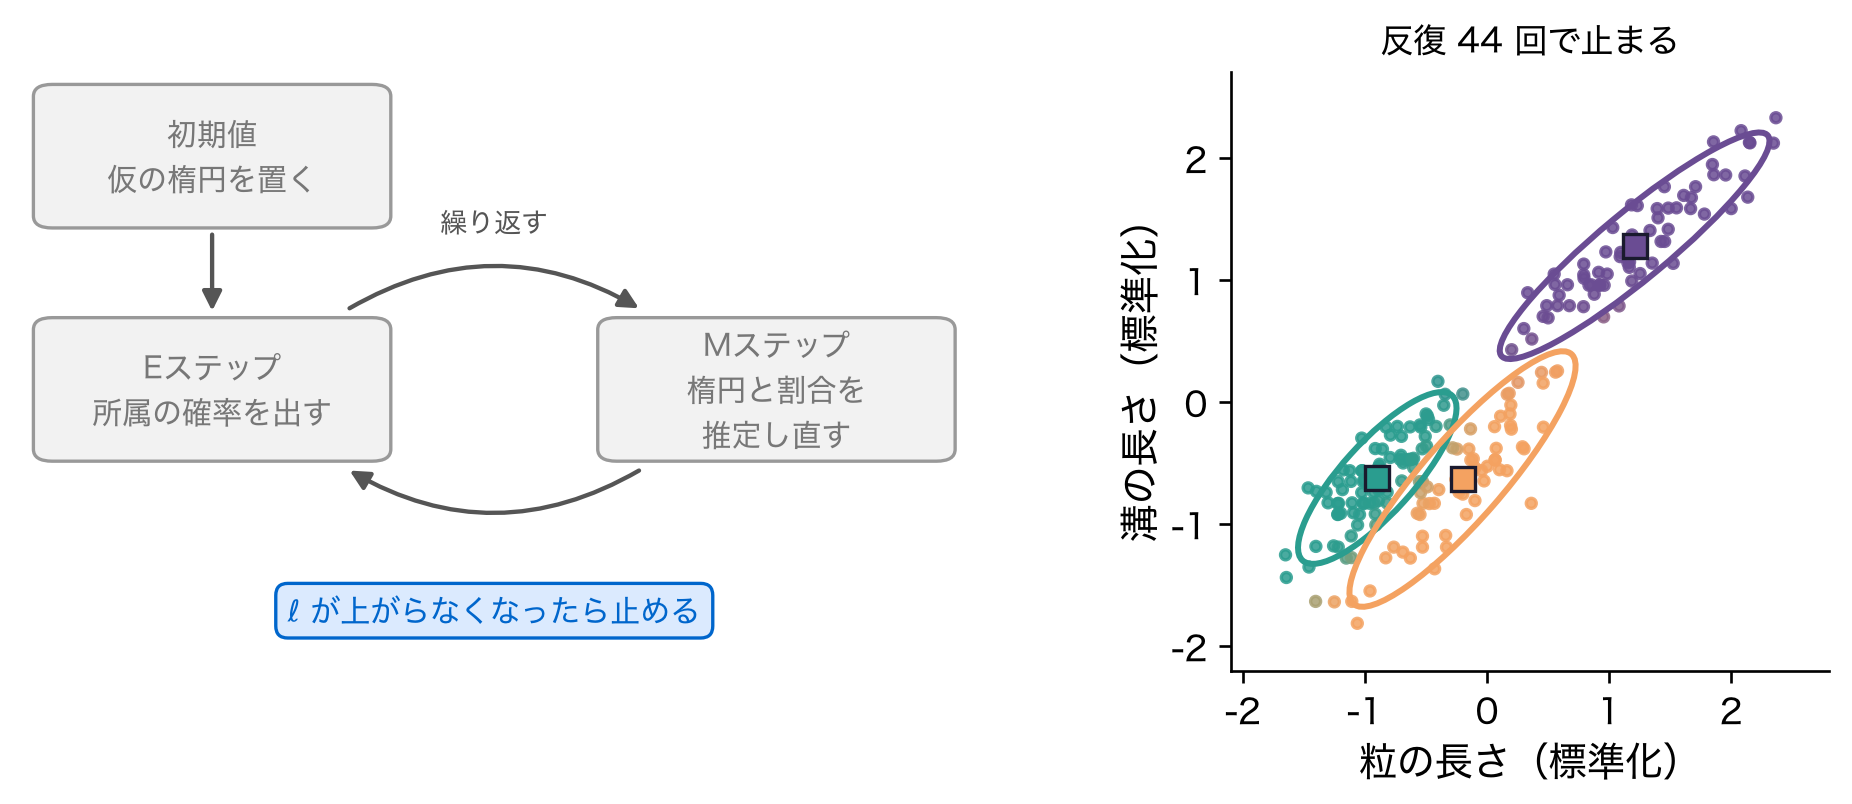 初期値
仮の楕円を置く
繰り返す
Eステップ
所属の確率を出す
Mステップ
楕円と割合を
推定し直す
ℓ が上がらなくなったら止める
反復 44 回で止まる
溝の長さ（標準化）
2
1
0
-1
-2
-2
-1
0
1
2
粒の長さ（標準化）